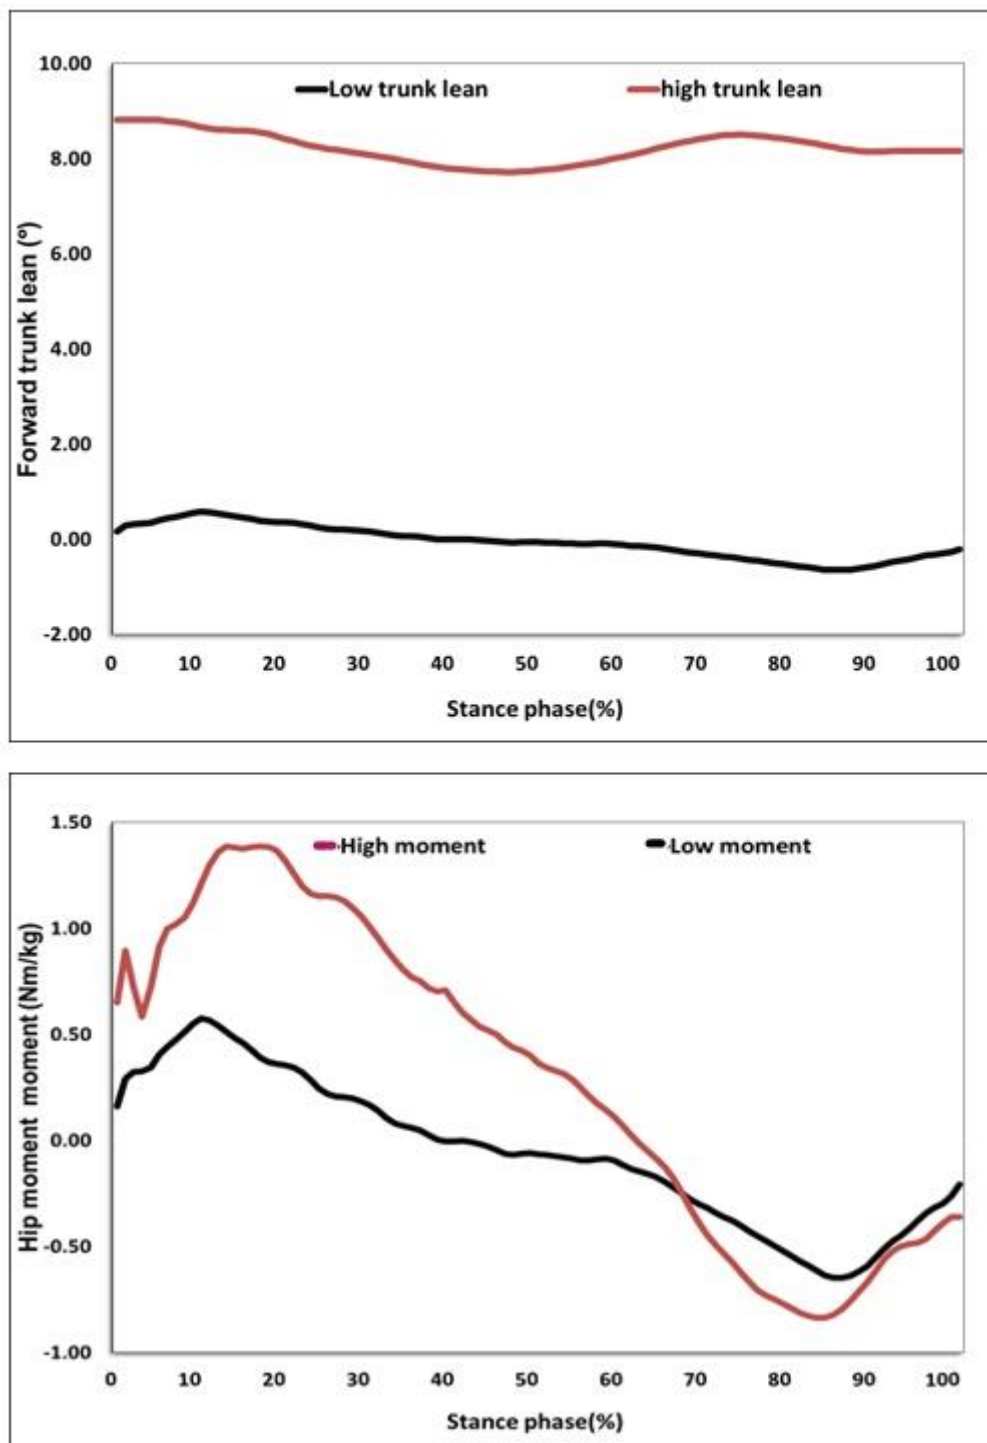 10.00
Low trunk lean high trunk lean
8.00
6.00
4.00
2.00
0.00
-2.00
Forward trunk lean (º)
0 10 20 30 40 50 60 70 80 90 100
Stance phase(%)
1.50
High moment Low moment
1.00
0.50
0.00
-0.50
-1.00
Hip moment moment (Nm/kg)
0 10 20 30 40 50 60 70 80 90 100
Stance phase(%)